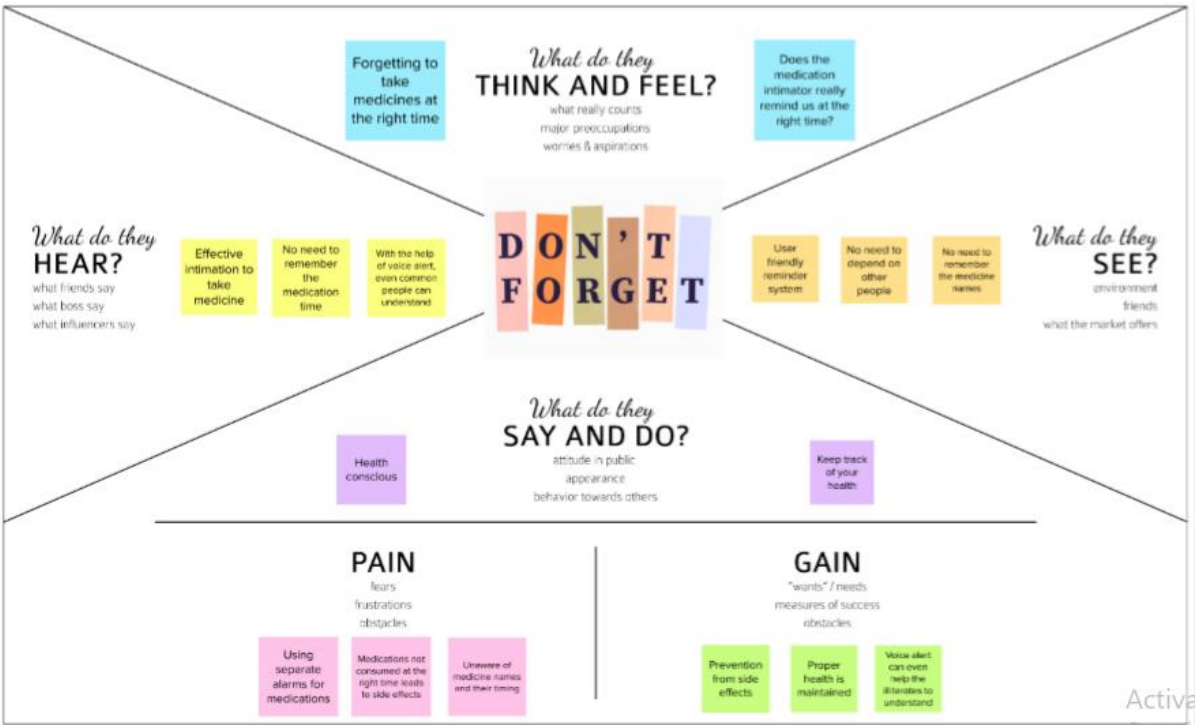 What do they
THINK AND FEEL?
what really counts
major preoccupations
worries & aspirations
Forgetting to
take
medicines at
the right time
Does the
medication
intimator really
remind us at the
right time?
What do they
HEAR?
what friends say
what boss say
what influencers say
Effective
intimation to
take
medicine
No need to
remember
the
medication
time
With the help
of voice alert,
even common
people can
understand
DON'T
FORGET
User
friendly
reminder
system
No need to
depend on
other
people
No need to
remember
the medicine
names
What do they
SEE?
environment
friends
what the market offers
What do they
SAY AND DO?
attitude in public
appearance
behavior towards others
Health
conscious
Keep track
of your
health
PAIN
fears
frustrations
obstacles
Using
separate
alarms for
medications
Medications not
consumed at the
right time leads
to side effects
Unaware of
medicine names
and their timing
GAIN
"wants" / needs
measures of success
obstacles
Prevention
from side
effects
Proper
health is
maintained
Voice alert
can even
help the
illiterates to
understand
Activa